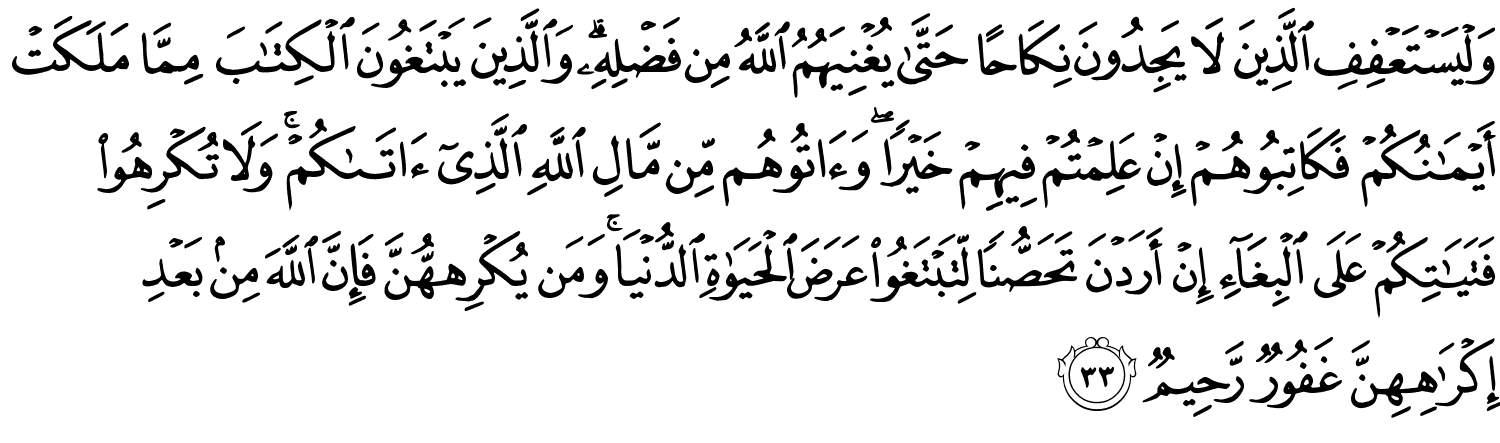 وَلْيَسْتَعْفِفِ ٱلَّذِينَ لَا يَجِدُونَ نِكَاحًا حَتَّىٰ يُغْنِيَهُمُ ٱللَّهُ مِن فَضْلِهِۦۗ وَٱلَّذِينَ يَبْتَغُونَ ٱلْكِتَٰبَ مِمَّا مَلَكَتْ
أَيْمَٰنُكُمْ فَكَاتِبُوهُمْ إِنْ عَلِمْتُمْ فِيهِمْ خَيْرًاۖ وَءَاتُوهُم مِّن مَّالِ ٱللَّهِ ٱلَّذِىٓ ءَاتَىٰكُمْۚ وَلَا تُكْرِهُوا۟
فَتَيَٰتِكُمْ عَلَى ٱلْبِغَآءِ إِنْ أَرَدْنَ تَحَصُّنًا لِّتَبْتَغُوا۟ عَرَضَ ٱلْحَيَوٰةِ ٱلدُّنْيَاۚ وَمَن يُكْرِههُّنَّ فَإِنَّ ٱللَّهَ مِنۢ بَعْدِ
إِكْرَٰهِهِنَّ غَفُورٌ رَّحِيمٌ ٣٣